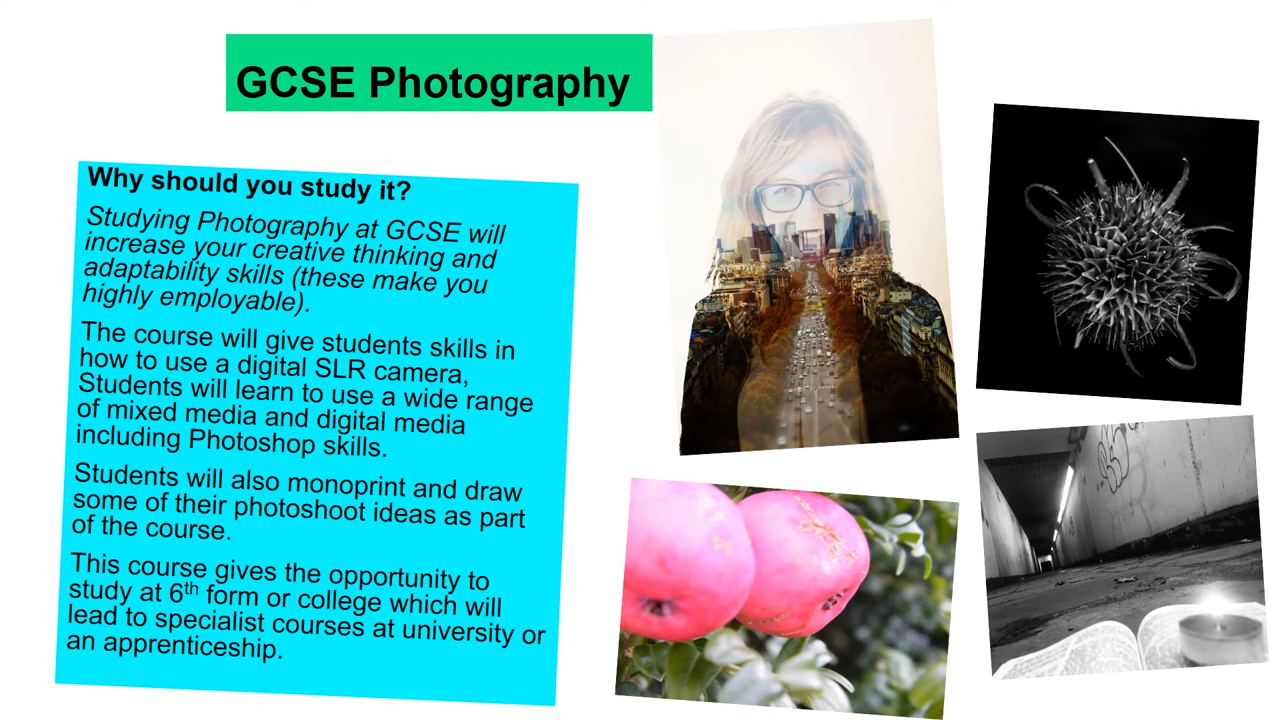 GCSE Photography
Why should you study it?
Studying Photography at GCSE will
increase your creative thinking and
adaptability skills (these make you
highly employable).
The course will give students skills in
how to use a digital SLR camera,
Students will learn to use a wide range
of mixed media and digital media
including Photoshop skills.
Students will also monoprint and draw
some of their photoshoot ideas as part
of the course.
This course gives the opportunity to
study at 6th form or college which will
lead to specialist courses at university or
an apprenticeship.